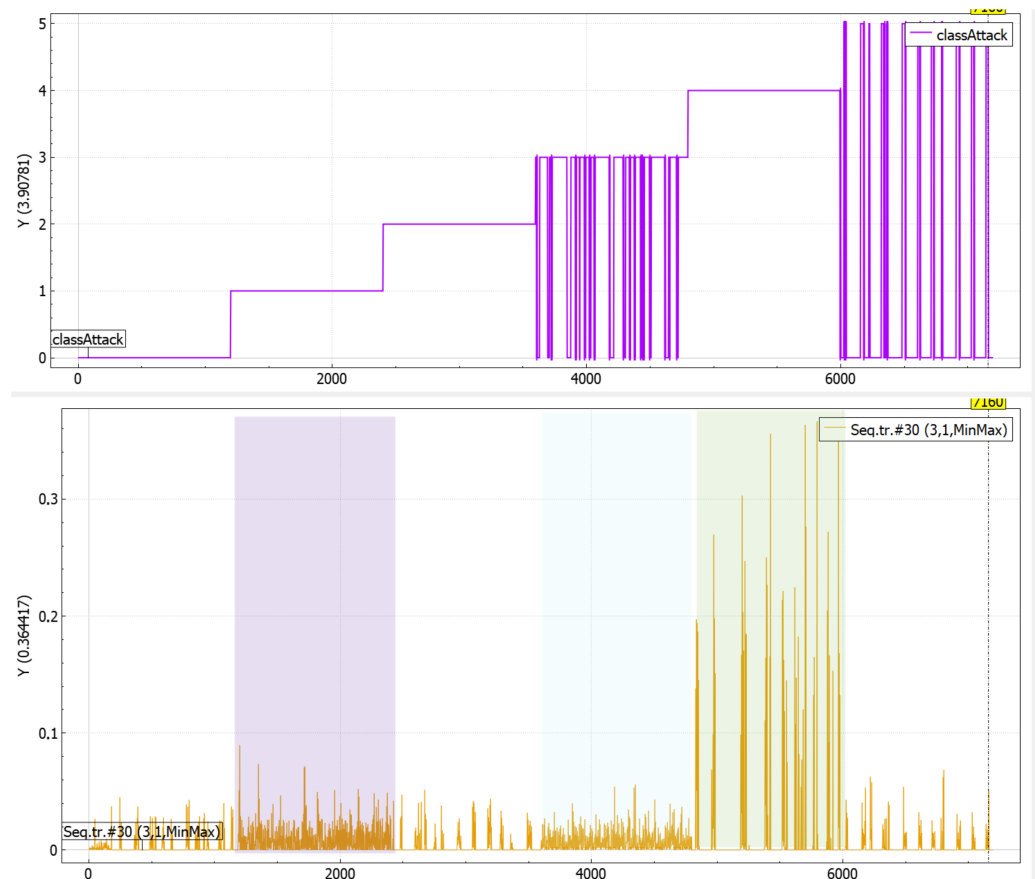 7160
5
classAttack
4
3
Y (3.90781)
2
1
classAttack
0
0 2000 4000 6000
7160
Seq.tr.#30 (3,1,MinMax)
0.3
0.2
Y (0.364417)
0.1
Seq.tr.#30 (3,1,MinMax)
0
0 2000 4000 6000